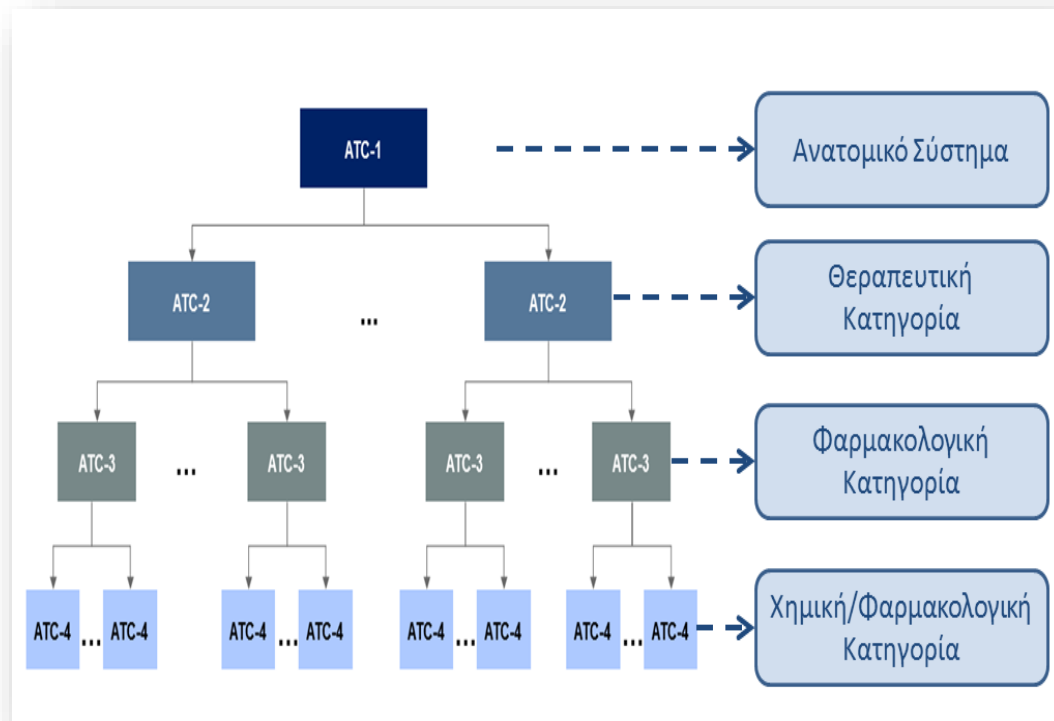 ATC-1
Ανατομικό Σύστημα
ATC-2
...
ATC-2
Θεραπευτική
Κατηγορία
ATC-3
...
ATC-3
ATC-3
...
ATC-3
Φαρμακολογική
Κατηγορία
ATC-4
...
ATC-4
ATC-4
...
ATC-4
ATC-4
...
ATC-4
ATC-4
...
ATC-4
Χημική/Φαρμακολογική
Κατηγορία